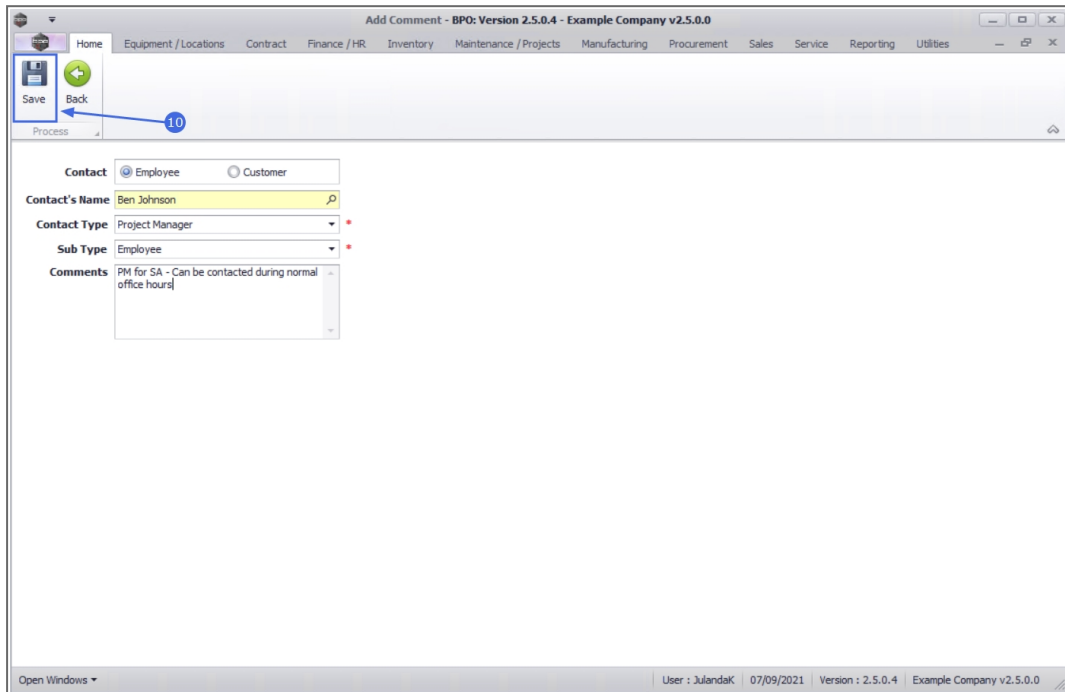 Add Comment - BPO: Version 2.5.0.4 - Example Company v2.5.0.0
Home Equipment / Locations Contract Finance / HR Inventory Maintenance / Projects Manufacturing Procurement Sales Service Reporting Utilities
Save Back
10
Process
Contact Employee Customer
Contact's Name Ben Johnson
Contact Type Project Manager *
Sub Type Employee *
Comments PM for SA - Can be contacted during normal
office hours
Open Windows User : JulandaK 07/09/2021 Version : 2.5.0.4 Example Company v2.5.0.0